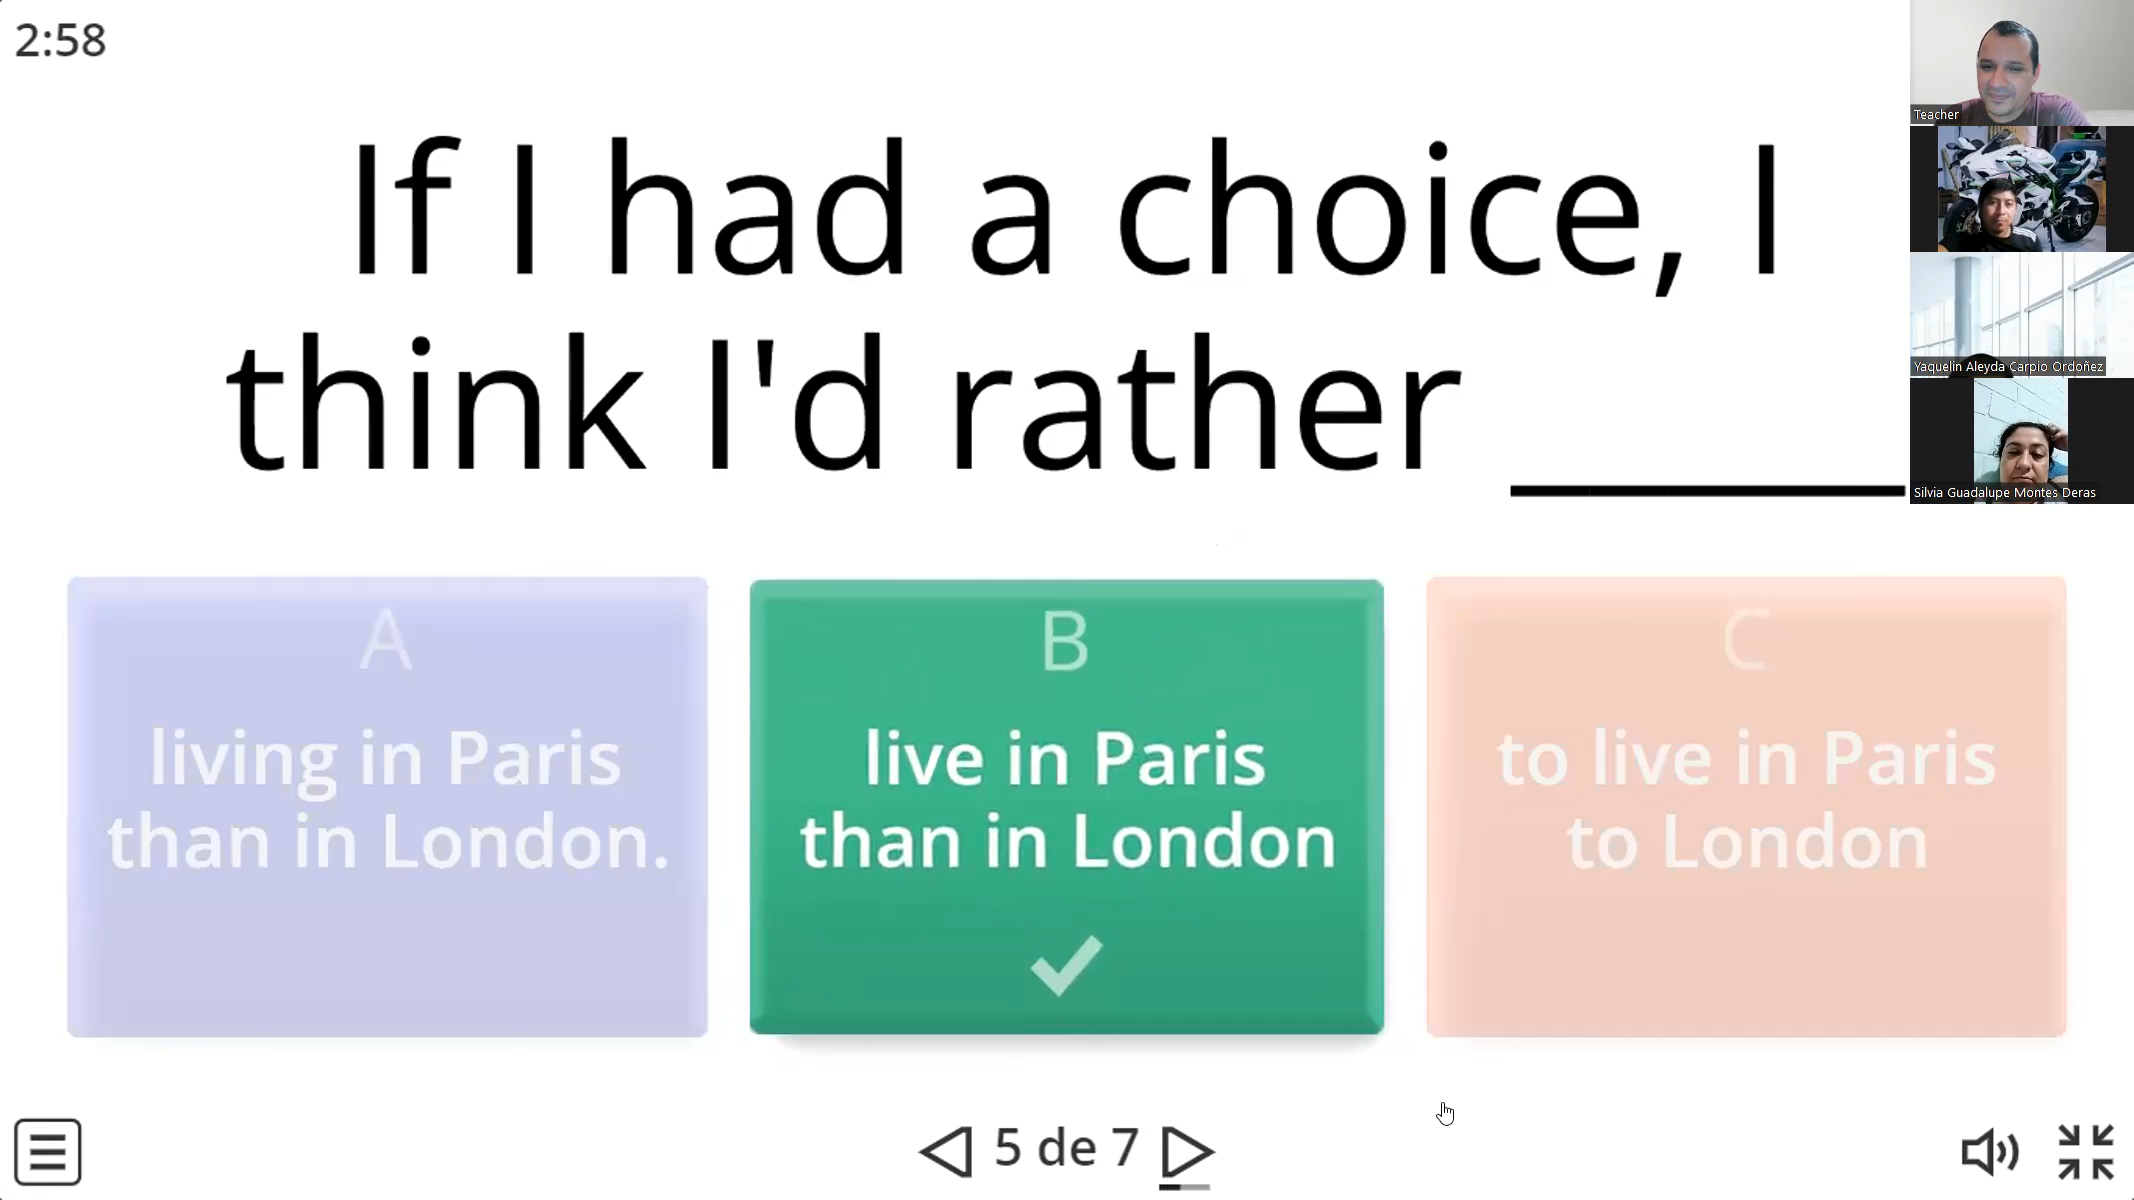 2:58
If I had a choice, I
think I'd rather ________
A
living in Paris
than in London.
B
live in Paris
than in London
C
to live in Paris
to London
5 de 7
Teacher
Yaquelin Aleyda Carpio Ordoñez
Silvia Guadalupe Montes Deras